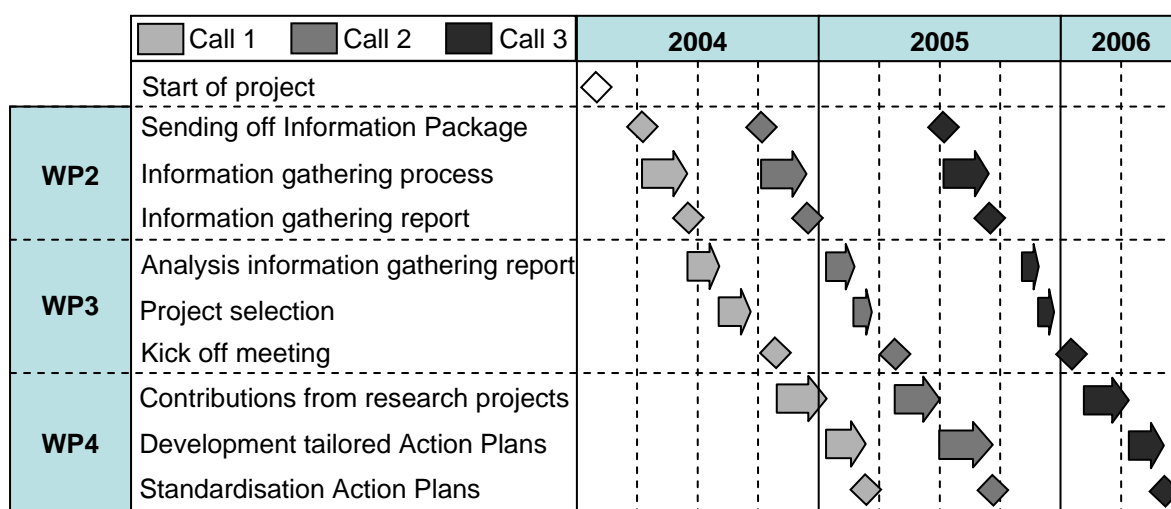 Call 1 Call 2 Call 3 2004 2005 2006
Start of project
Sending off Information Package
WP2 Information gathering process
Information gathering report
Analysis information gathering report
WP3 Project selection
Kick off meeting
Contributions from research projects
WP4 Development tailored Action Plans
Standardisation Action Plans